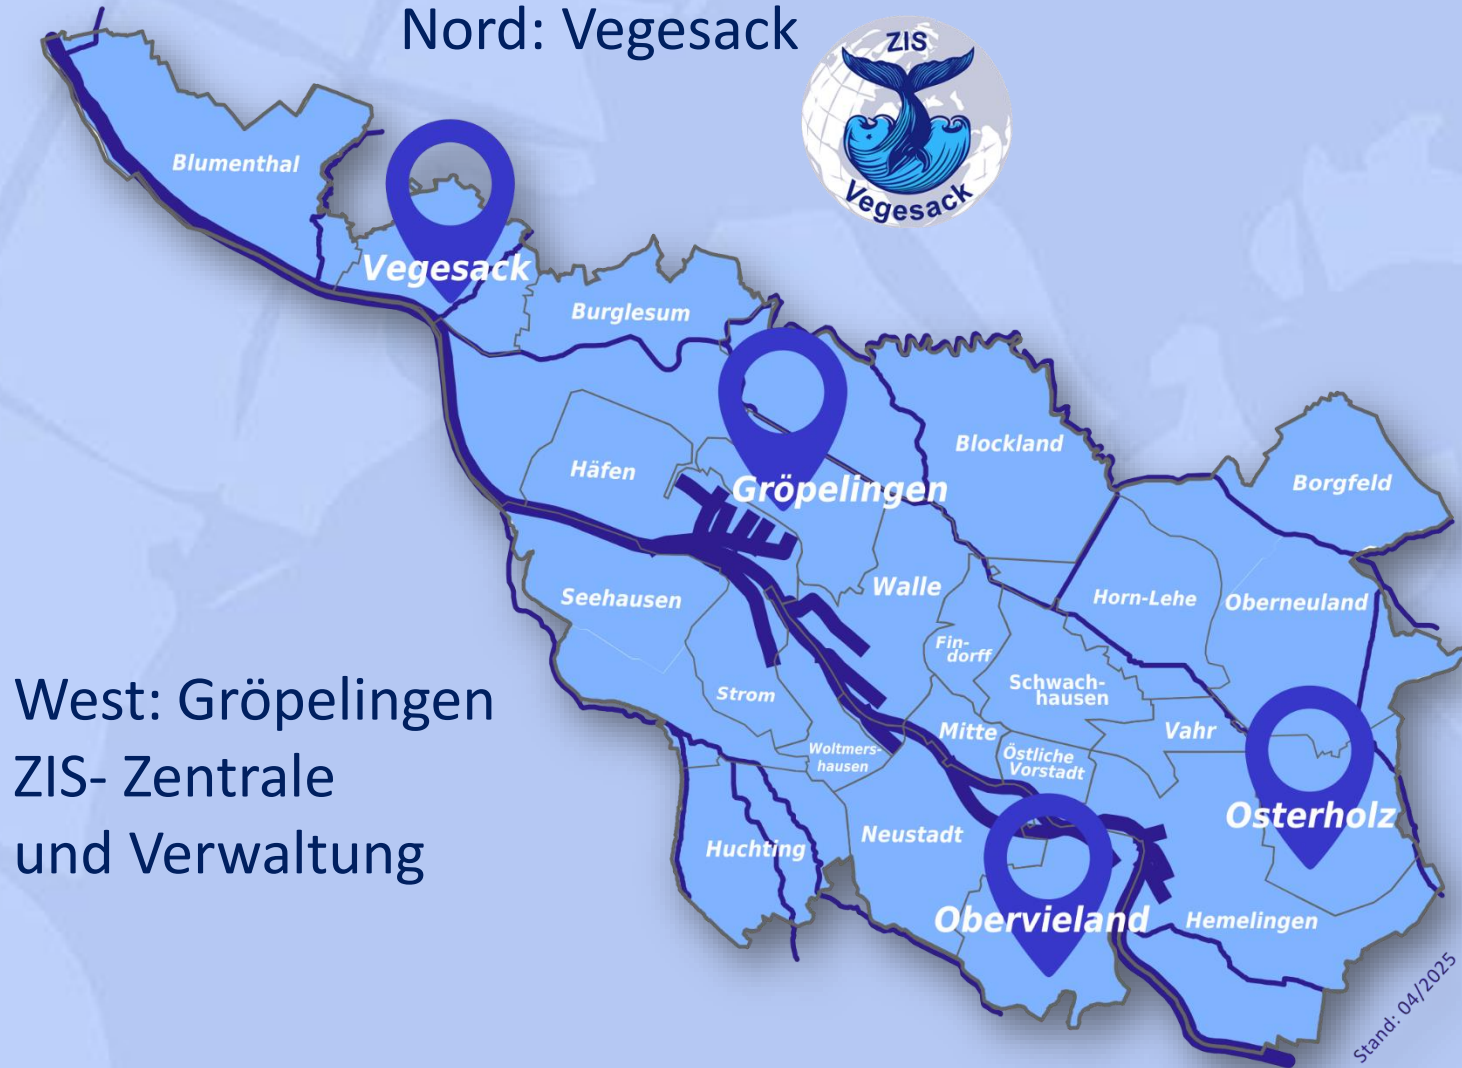 Nord: Vegesack
ZIS
Vegesack
Blumenthal
Vegesack
Burglesum
Blockland
Häfen
Gröpelingen
Borgfeld
Seehausen
Walle
Horn-Lehe
Oberneuland
Fin-
dorff
Schwach-
hausen
West: Gröpelingen
ZIS- Zentrale
und Verwaltung
Strom
Mitte
Vahr
Woltmers-
hausen
Östliche
Vorstadt
Osterholz
Neustadt
Huchting
Obervieland
Hemelingen
Stand: 04/2025